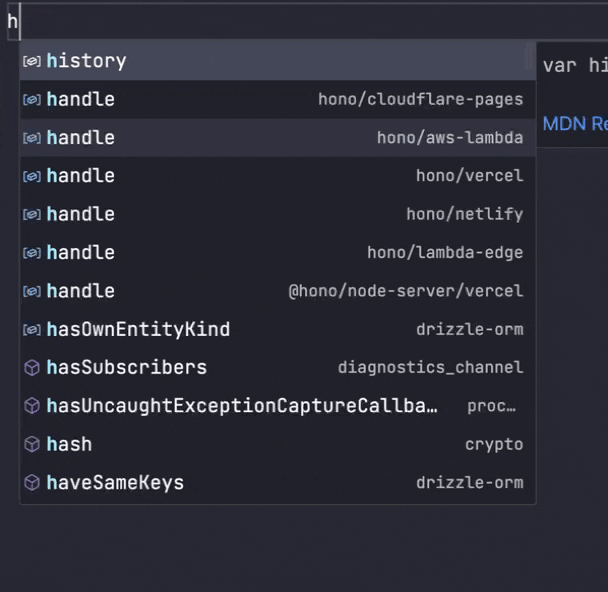 h
history
var hi
handle hono/cloudflare-pages
MDN Re
handle hono/aws-lambda
handle hono/vercel
handle hono/netlify
handle hono/lambda-edge
handle @hono/node-server/vercel
hasOwnEntityKind drizzle-orm
hasSubscribers diagnostics_channel
hasUncaughtExceptionCaptureCallba… proc…
hash crypto
haveSameKeys drizzle-orm